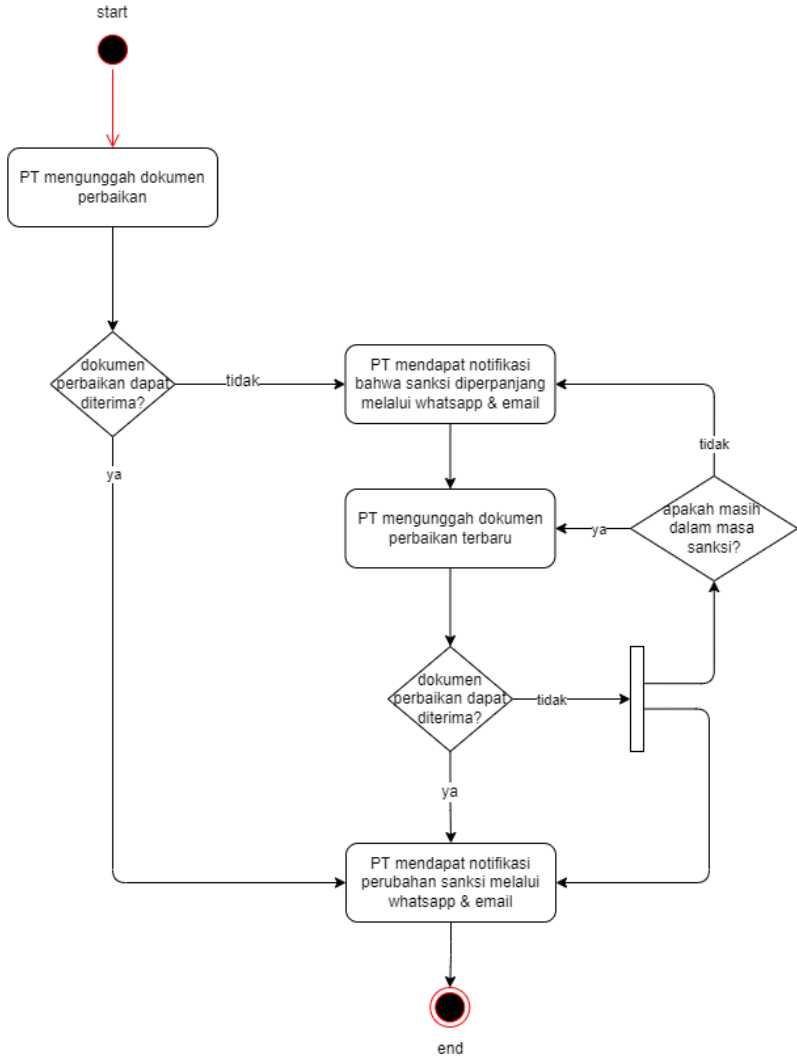 start
PT mengunggah dokumen
perbaikan
dokumen
perbaikan dapat
diterima?
tidak
PT mendapat notifikasi
bahwa sanksi diperpanjang
melalui whatsapp & email
tidak
ya
PT mengunggah dokumen
perbaikan terbaru
ya
apakah masih
dalam masa
sanksi?
dokumen
perbaikan dapat
diterima?
tidak
ya
PT mendapat notifikasi
perubahan sanksi melalui
whatsapp & email
end